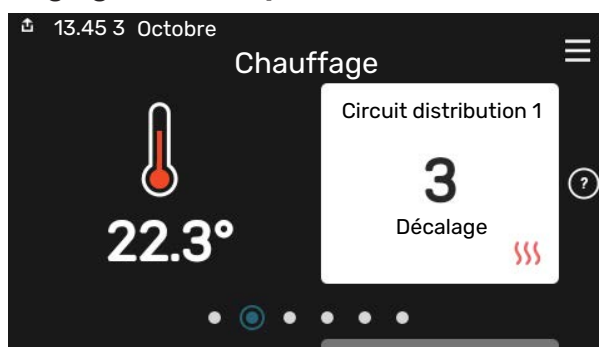 13.45 3 Octobre
Chauffage
Circuit distribution 1
3
Décalage
22.3°
?